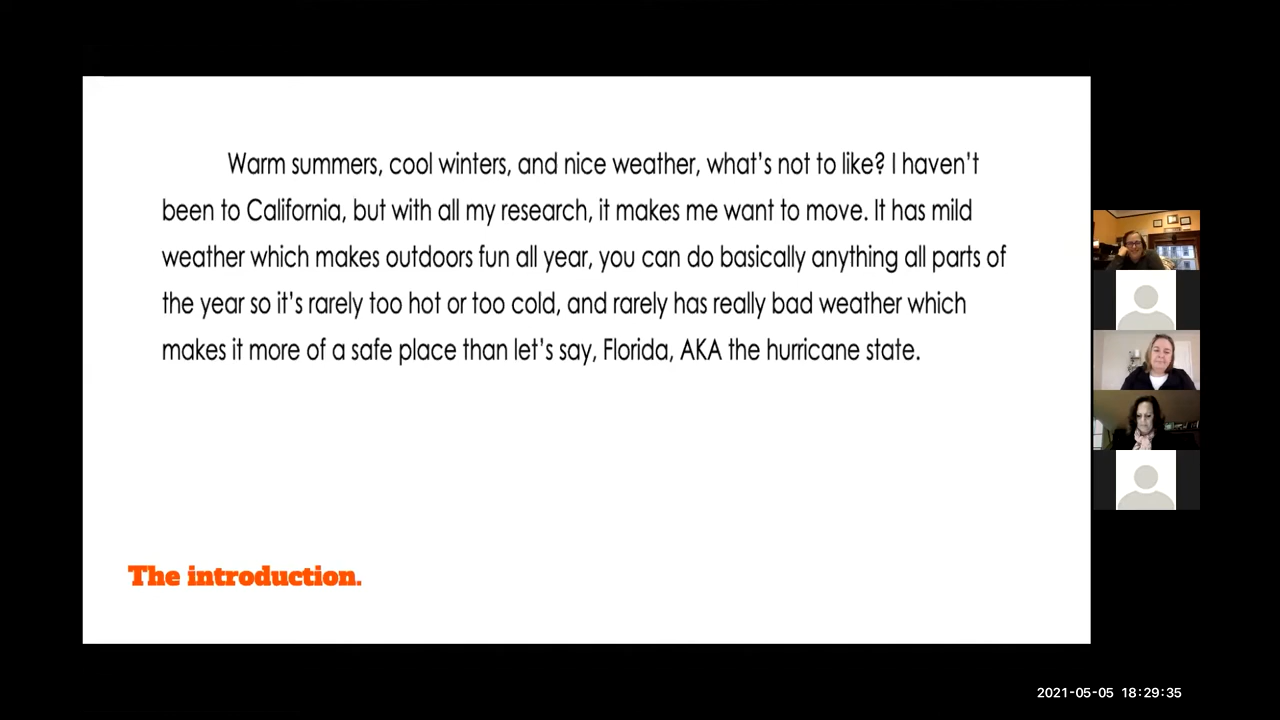 Warm summers, cool winters, and nice weather, what's not to like? I haven't
been to California, but with all my research, it makes me want to move. It has mild
weather which makes outdoors fun all year, you can do basically anything all parts of
the year so it's rarely too hot or too cold, and rarely has really bad weather which
makes it more of a safe place than let's say, Florida, AKA the hurricane state.
The introduction.
2021-05-05 18:29:35